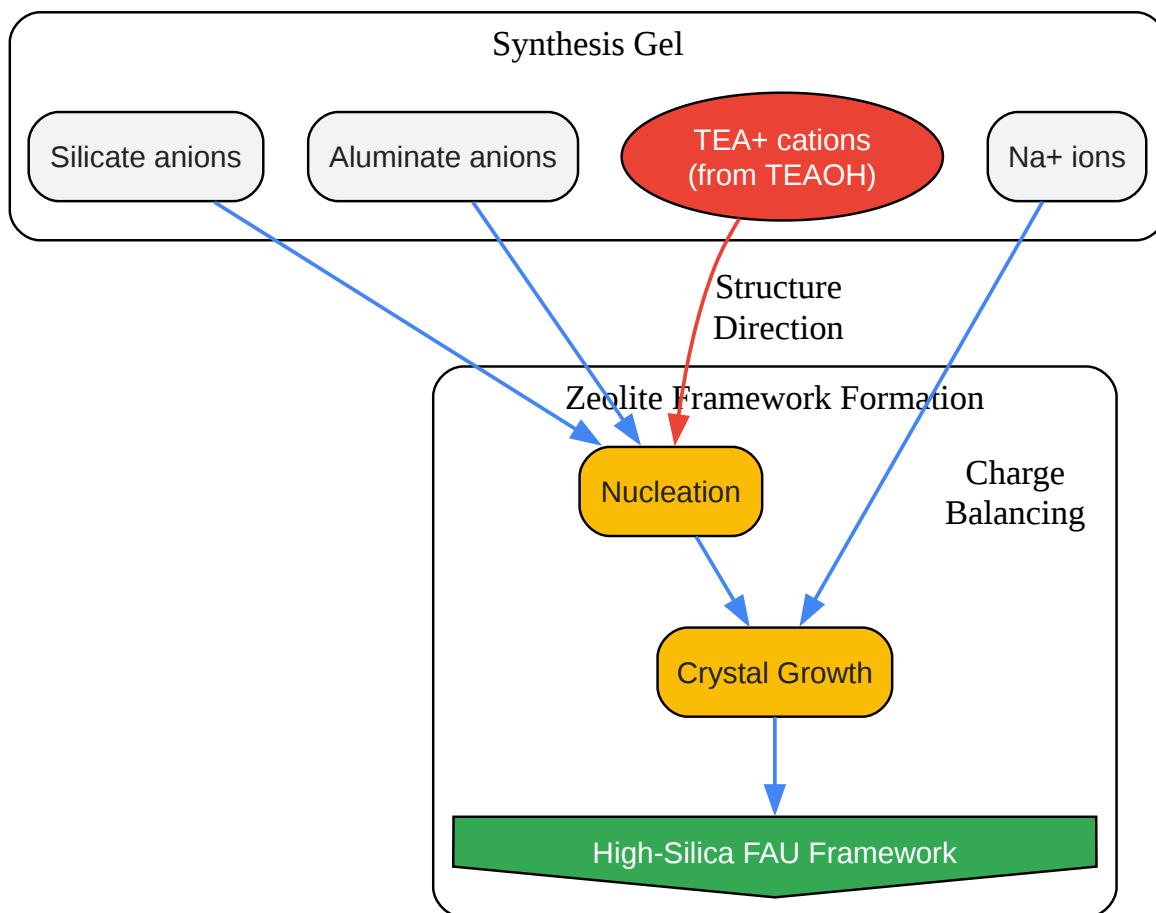 Synthesis Gel
Silicate anions
Aluminate anions
TEA+ cations
(from TEAOH)
Na+ ions
Structure
Direction
Zeolite Framework Formation
Nucleation
Charge
Balancing
Crystal Growth
High-Silica FAU Framework